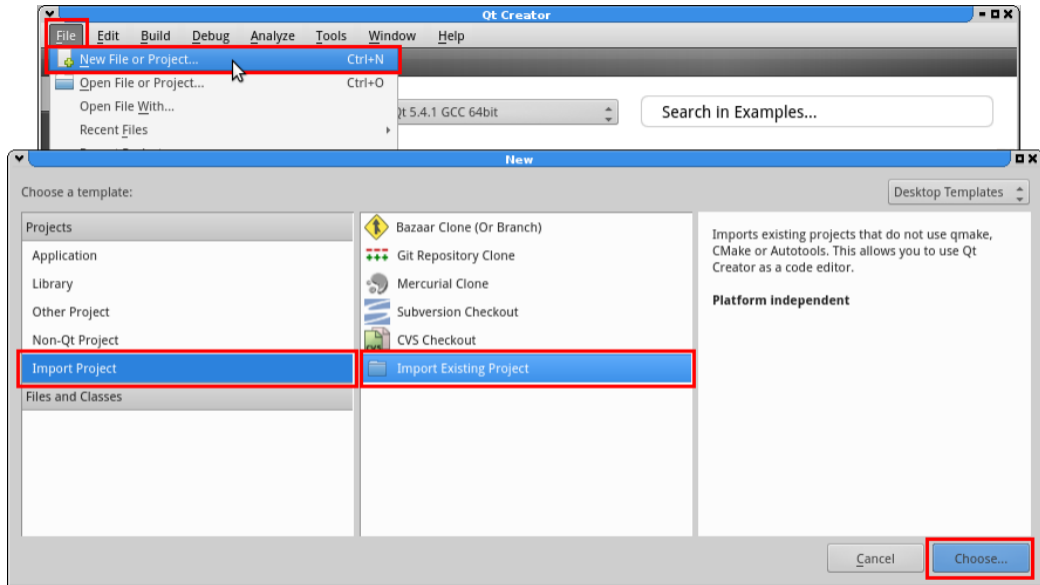 Qt Creator
File Edit Build Debug Analyze Tools Window Help
New File or Project... Ctrl+N
Open File or Project... Ctrl+O
Open File With...
Qt 5.4.1 GCC 64bit
Search in Examples...
Recent Files
New
Choose a template:
Desktop Templates
Projects
Application
Library
Other Project
Non-Qt Project
Import Project
Files and Classes
Bazaar Clone (Or Branch)
Git Repository Clone
Mercurial Clone
Subversion Checkout
CVS Checkout
Import Existing Project
Imports existing projects that do not use qmake,
CMake or Autotools. This allows you to use Qt
Creator as a code editor.
Platform independent
Cancel
Choose...